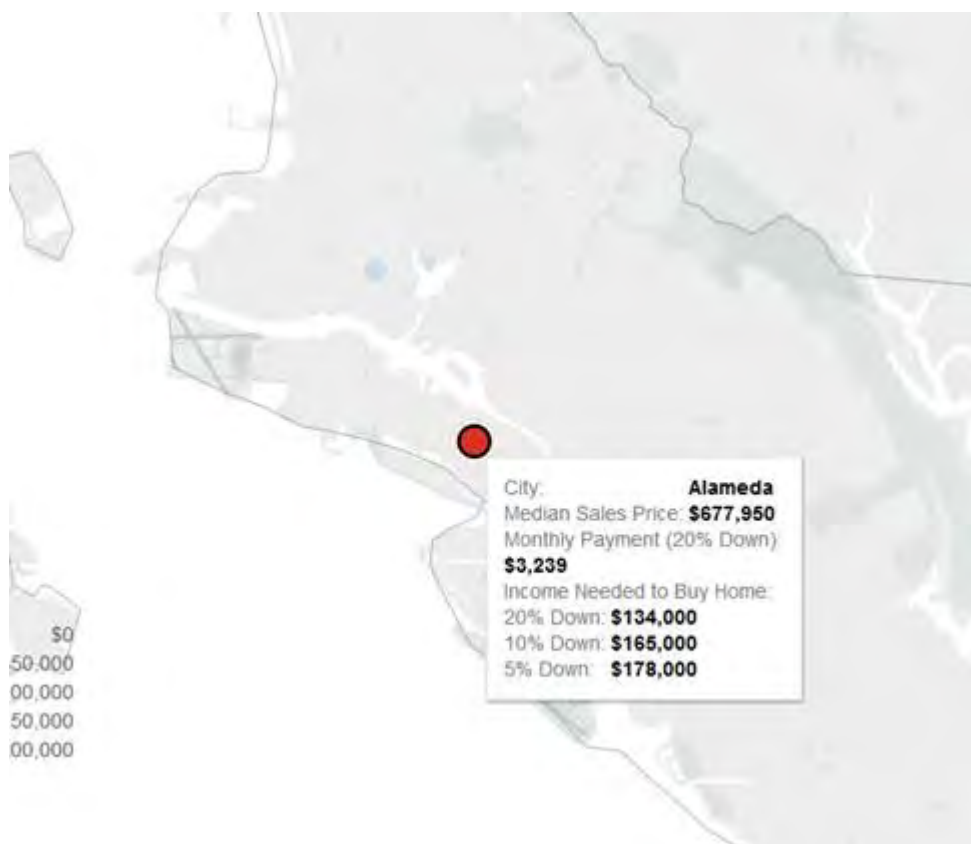 City: Alameda
Median Sales Price: $677,950
Monthly Payment (20% Down)
$3,239
Income Needed to Buy Home:
20% Down: $134,000
10% Down: $165,000
5% Down: $178,000
$0
50,000
00,000
50,000
00,000